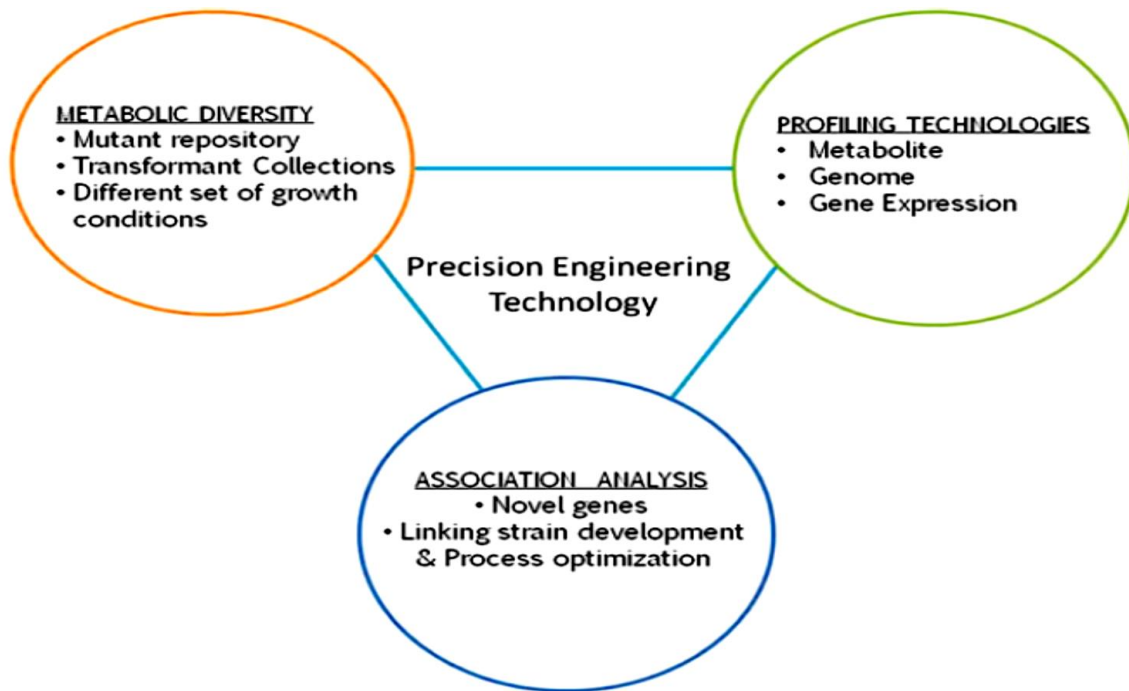 METABOLIC DIVERSITY
• Mutant repository
• Transformant Collections
• Different set of growth
conditions
PROFILING TECHNOLOGIES
• Metabolite
• Genome
• Gene Expression
Precision Engineering
Technology
ASSOCIATION ANALYSIS
• Novel genes
• Linking strain development
& Process optimization